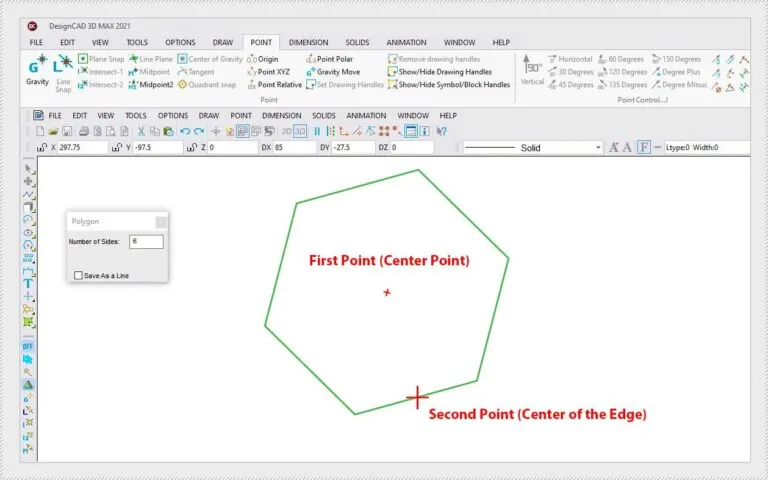 DesignCAD 3D MAX 2021
FILE EDIT VIEW TOOLS OPTIONS DRAW POINT DIMENSION SOLIDS ANIMATION WINDOW HELP
Plane Snap Line Plane Center of Gravity Origin Point Polar Remove drawing handles Horizontal 60 Degrees 150 Degrees
Gravity Line Snap Intersect-1 Midpoint Tangent Point XYZ Gravity Move Show/Hide Drawing Handles Vertical 30 Degrees 120 Degrees Degree Plus
Intersect-2 Midpoint2 Quadrant snap Point Relative Set Drawing Handles Show/Hide Symbol/Block Handles 45 Degrees 135 Degrees Degree Minus
Point Point Control...
FILE EDIT VIEW TOOLS DRAW POINT DIMENSION SOLIDS ANIMATION WINDOW HELP
2D 3D
X 297.75 Y -97.5 Z 0 DX 85 DY -27.5 DZ 0 Solid A A F Ltype:0 Width:0
Polygon
Number of Sides: 6
Save As a Line
First Point (Center Point)
Second Point (Center of the Edge)
OFF